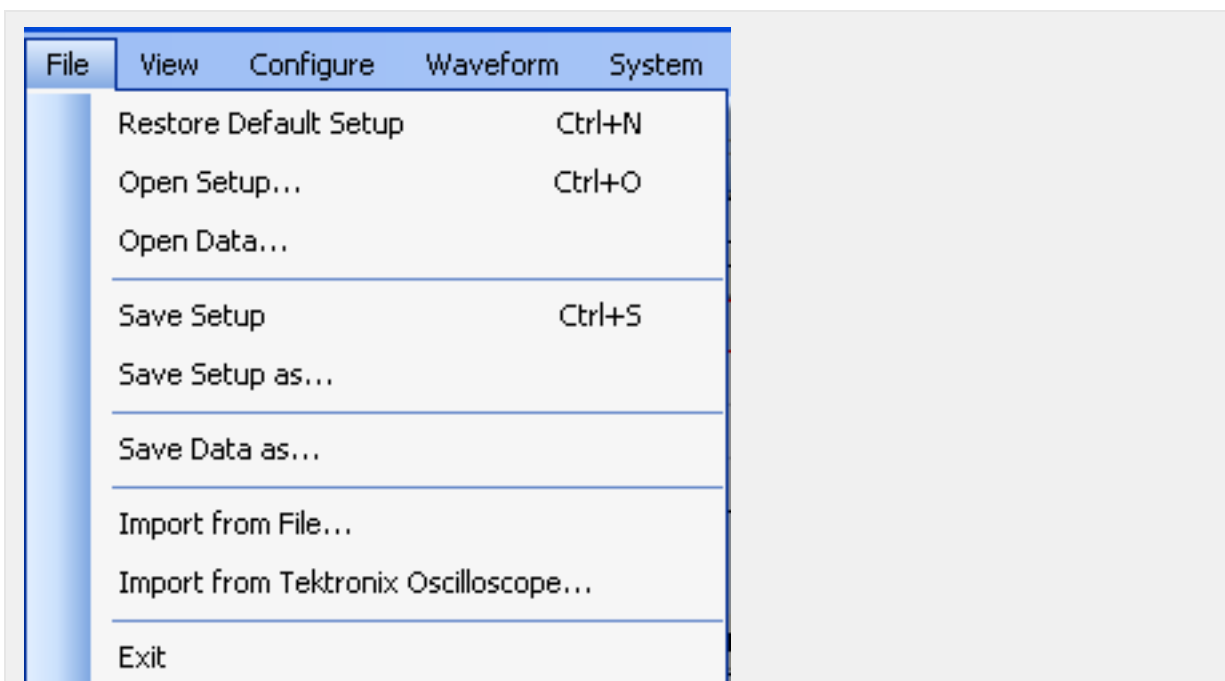 File View Configure Waveform System
Restore Default Setup Ctrl+N
Open Setup... Ctrl+O
Open Data...
Save Setup Ctrl+S
Save Setup as...
Save Data as...
Import from File...
Import from Tektronix Oscilloscope...
Exit